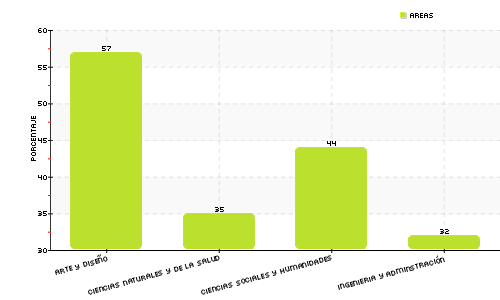 AREAS
60
55
50
45
40
35
30
PORCENTAJE
57
35
44
32
ARTE Y DISEÑO
CIENCIAS NATURALES Y DE LA SALUD
CIENCIAS SOCIALES Y HUMANIDADES
INGENIERIA Y ADMINSTRACIÓN